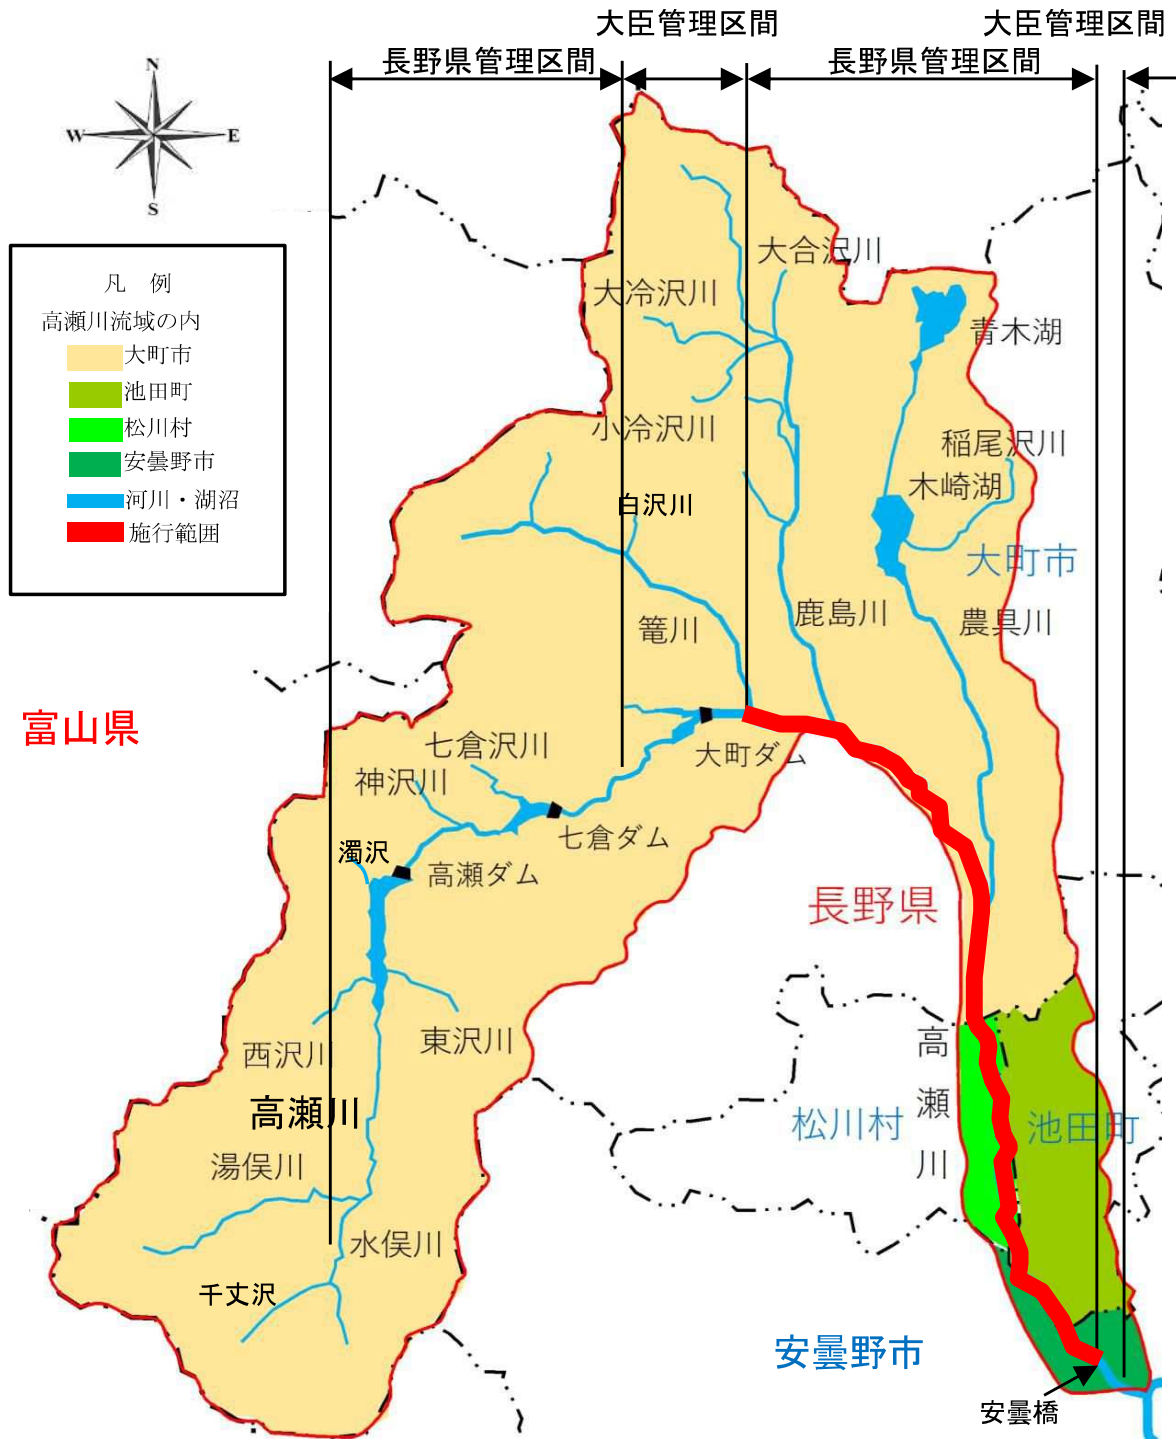 大臣管理区間
大臣管理区間
長野県管理区間
長野県管理区間
N
W
E
S
凡 例
高瀬川流域の内
大町市
池田町
松川村
安曇野市
河川・湖沼
施行範囲
大合沢川
大冷沢川
青木湖
小冷沢川
稲尾沢川
木崎湖
白沢川
大町市
篭川
鹿島川
農具川
富山県
七倉沢川
大町ダム
神沢川
七倉ダム
濁沢
高瀬ダム
長野県
西沢川
東沢川
高瀬川
高瀬川
松川村
池田町
湯俣川
水俣川
千丈沢
安曇野市
安曇橋